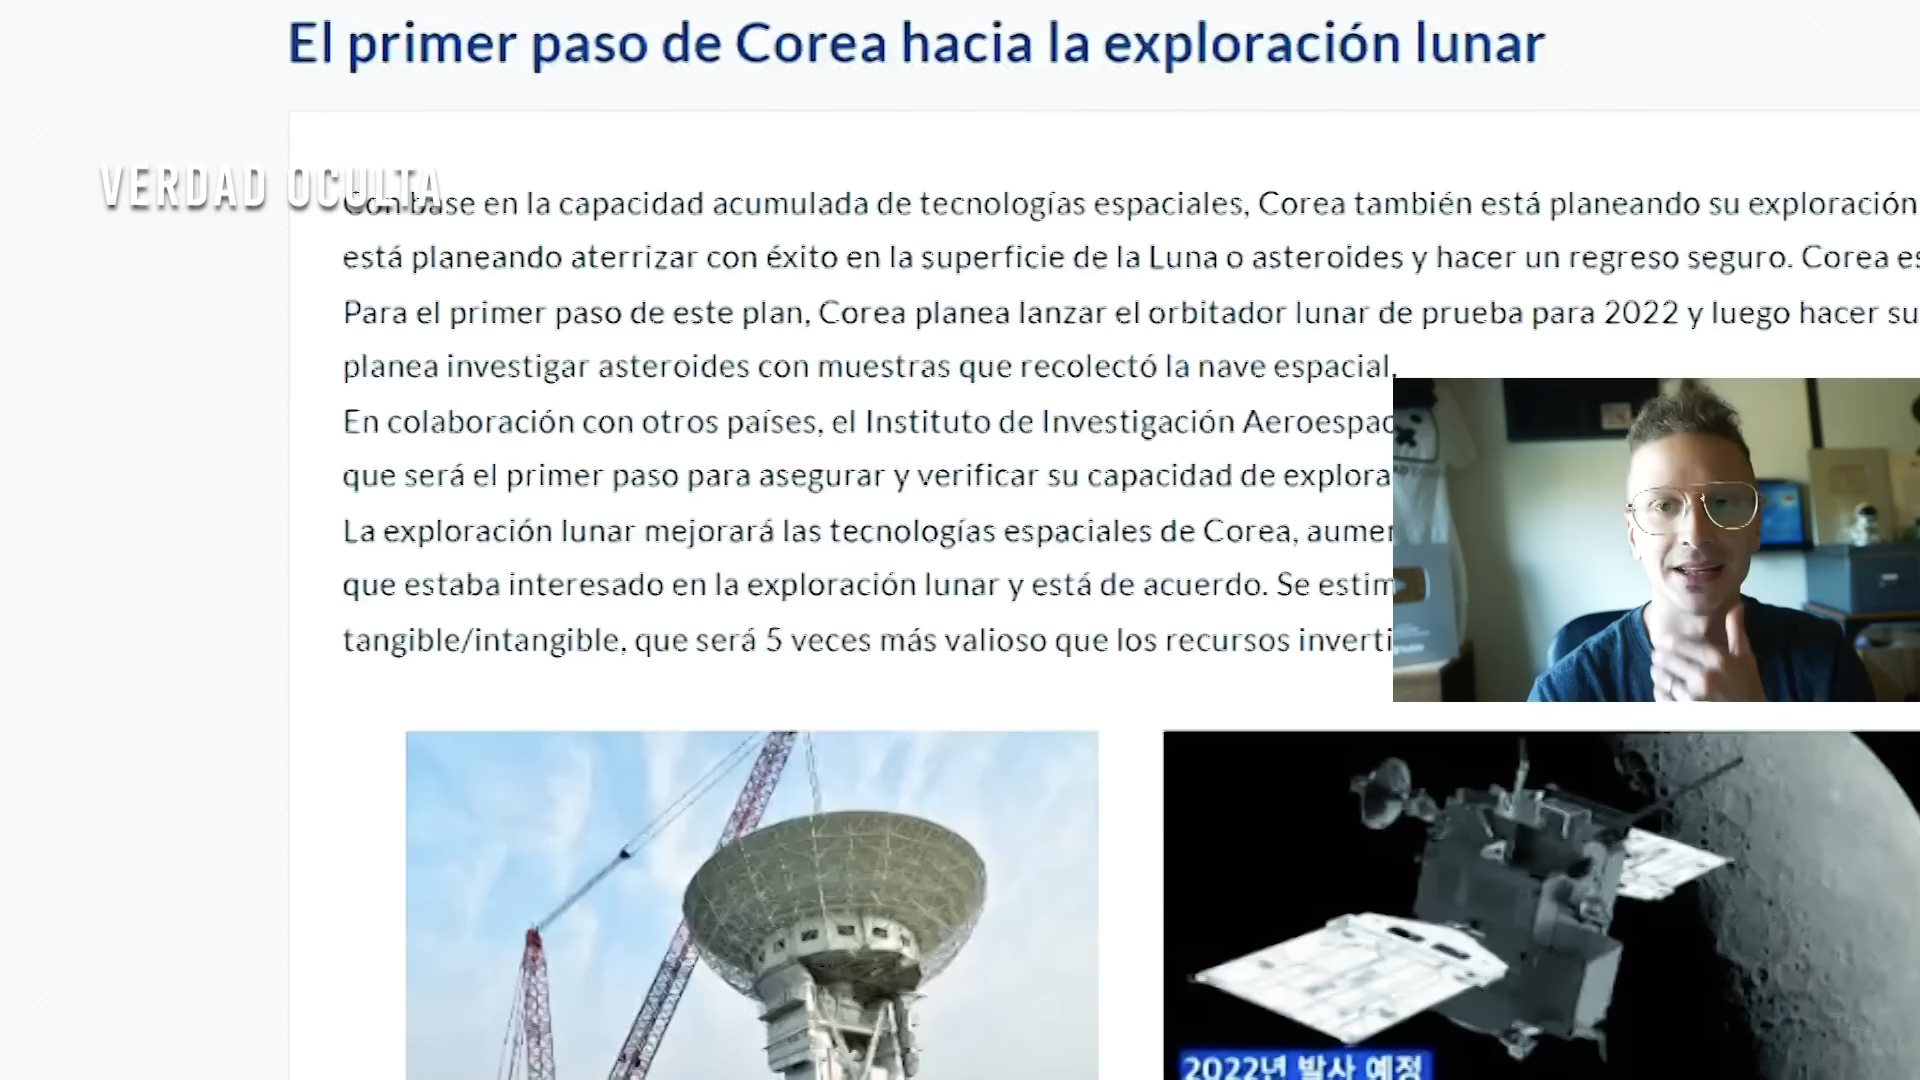 El primer paso de Corea hacia la exploración lunar
VERDAD OCULTA
Con base en la capacidad acumulada de tecnologías espaciales, Corea también está planeando su exploración
está planeando aterrizar con éxito en la superficie de la Luna o asteroides y hacer un regreso seguro. Corea
Para el primer paso de este plan, Corea planea lanzar el orbitador lunar de prueba para 2022 y luego hacer su
planea investigar asteroides con muestras que recolectó la nave espacial.
En colaboración con otros países, el Instituto de Investigación Aeroespac
que será el primer paso para asegurar y verificar su capacidad de explora
La exploración lunar mejorará las tecnologías espaciales de Corea, aumen
que estaba interesado en la exploración lunar y está de acuerdo. Se estim
tangible/intangible, que será 5 veces más valioso que los recursos inverti
2022년 발사 예정